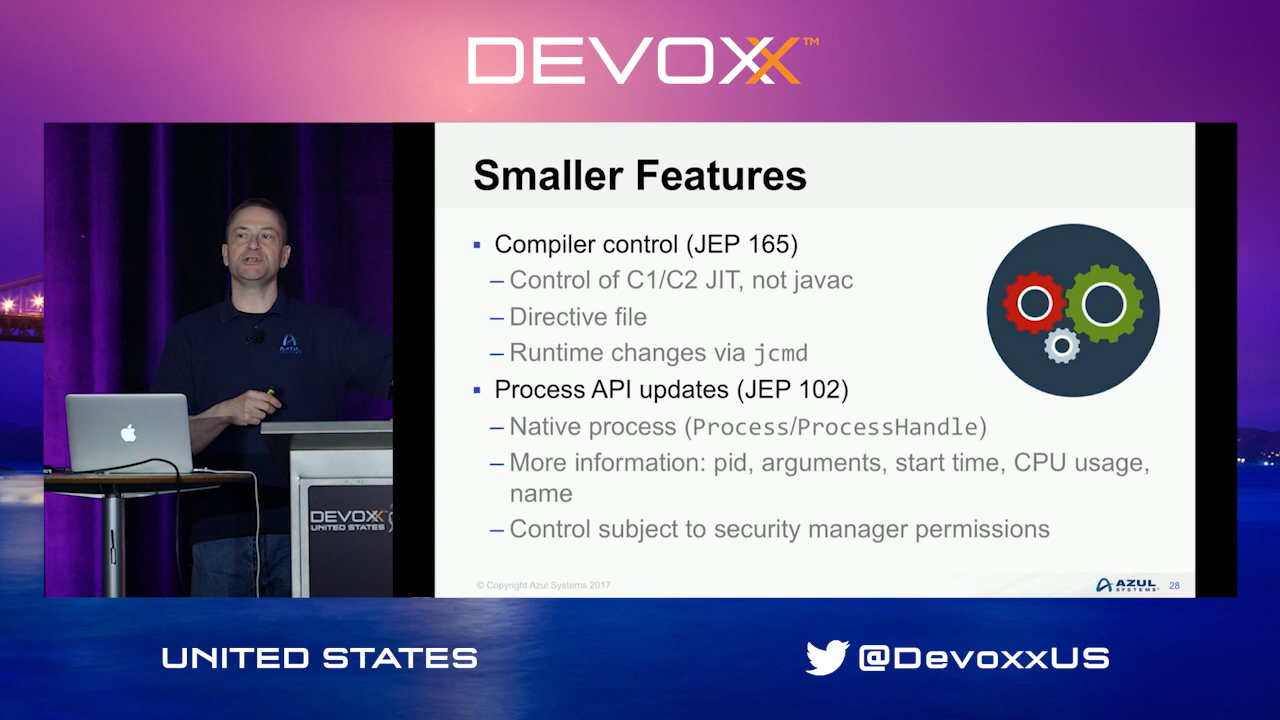 DEVOXX™
Smaller Features
▪ Compiler control (JEP 165)
– Control of C1/C2 JIT, not javac
– Directive file
– Runtime changes via jcmd
▪ Process API updates (JEP 102)
– Native process (Process/ProcessHandle)
– More information: pid, arguments, start time, CPU usage,
name
– Control subject to security manager permissions
© Copyright Azul Systems 2017
AZUL
SYSTEMS
28
AZUL
SYSTEMS
DEVOXX
UNITED STATES
UNITED STATES
@DevoxxUS